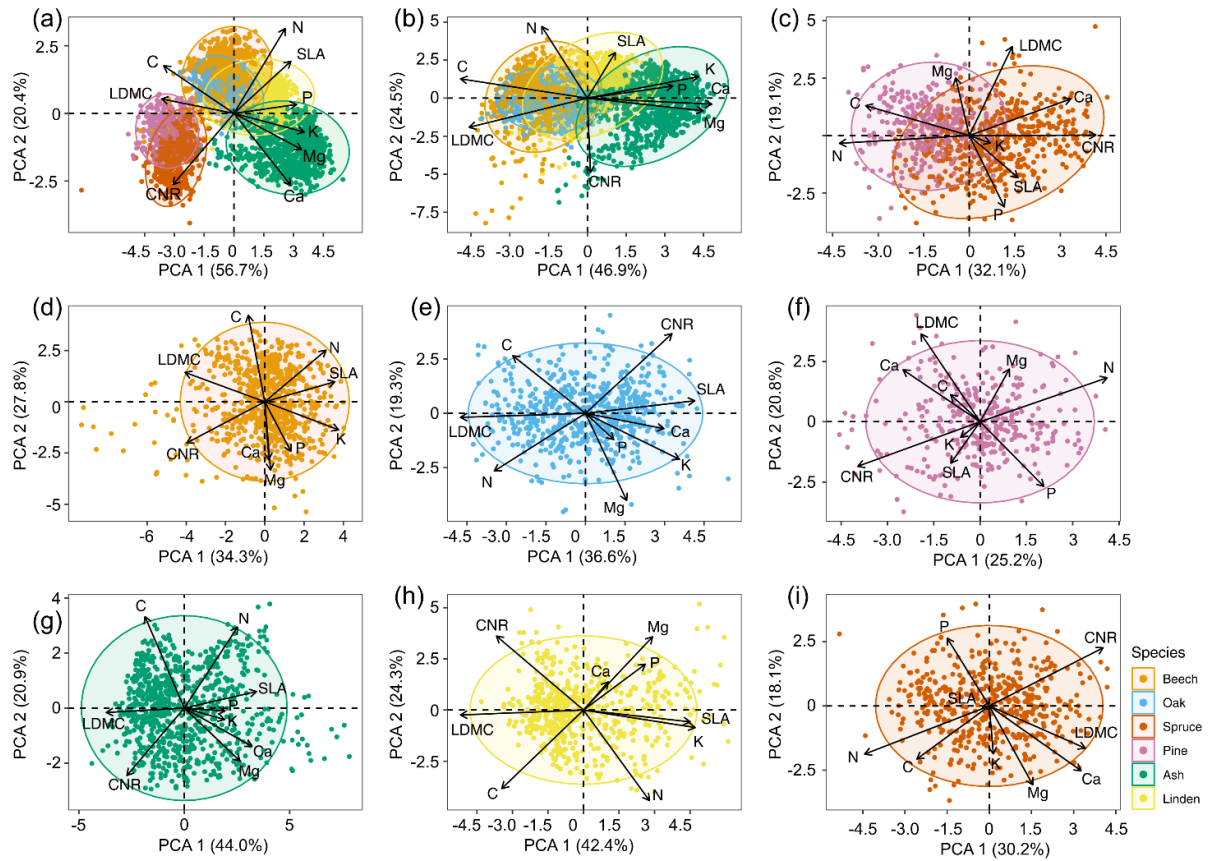 (a)
PCA 2 (20.4%)
2.5
0
-2.5
N
C
SLA
LDMC
P
K
Mg
CNR
Ca
-4.5 -3.0 -1.5 0 1.5 3 4.5
PCA 1 (56.7%)
(b)
PCA 2 (24.5%)
2.5
0
-2.5
-5.0
-7.5
N
SLA
C
K
P
Ca
Mg
LDMC
CNR
-4.5 -3.0 -1.5 0 1.5 3 4.5
PCA 1 (46.9%)
(c)
PCA 2 (19.1%)
2.5
0
-2.5
LDMC
Mg
Ca
C
N
K
CNR
SLA
P
-4.5 -3.0 -1.5 0 1.5 3 4.5
PCA 1 (32.1%)
(d)
PCA 2 (27.8%)
2.5
0
-2.5
-5
C
N
LDMC
SLA
K
CNR
Ca
P
Mg
-6 -4 -2 0 2 4
PCA 1 (34.3%)
(e)
PCA 2 (19.3%)
2.5
0
-2.5
CNR
C
SLA
LDMC
Ca
P
K
N
Mg
-4.5 -3.0 -1.5 0 1.5 3 4.5
PCA 1 (36.6%)
(f)
PCA 2 (20.8%)
2.5
0
-2.5
LDMC
Ca
Mg
N
C
K
CNR
SLA
P
-4.5 -3.0 -1.5 0 1.5 3 4.5
PCA 1 (25.2%)
(g)
PCA 2 (20.9%)
4
2
0
-2
C
N
SLA
LDMC
P
K
Ca
Mg
CNR
-5 0 5
PCA 1 (44.0%)
(h)
PCA 2 (24.3%)
2.5
0
-2.5
CNR
Mg
P
Ca
LDMC
SLA
K
C
N
-4.5 -3.0 -1.5 0 1.5 3 4.5
PCA 1 (42.4%)
(i)
PCA 2 (18.1%)
2.5
0
-2.5
P
CNR
SLA
N
C
K
LDMC
Ca
Mg
-4.5 -3.0 -1.5 0 1.5 3 4.5
PCA 1 (30.2%)
Species
Beech
Oak
Spruce
Pine
Ash
Linden